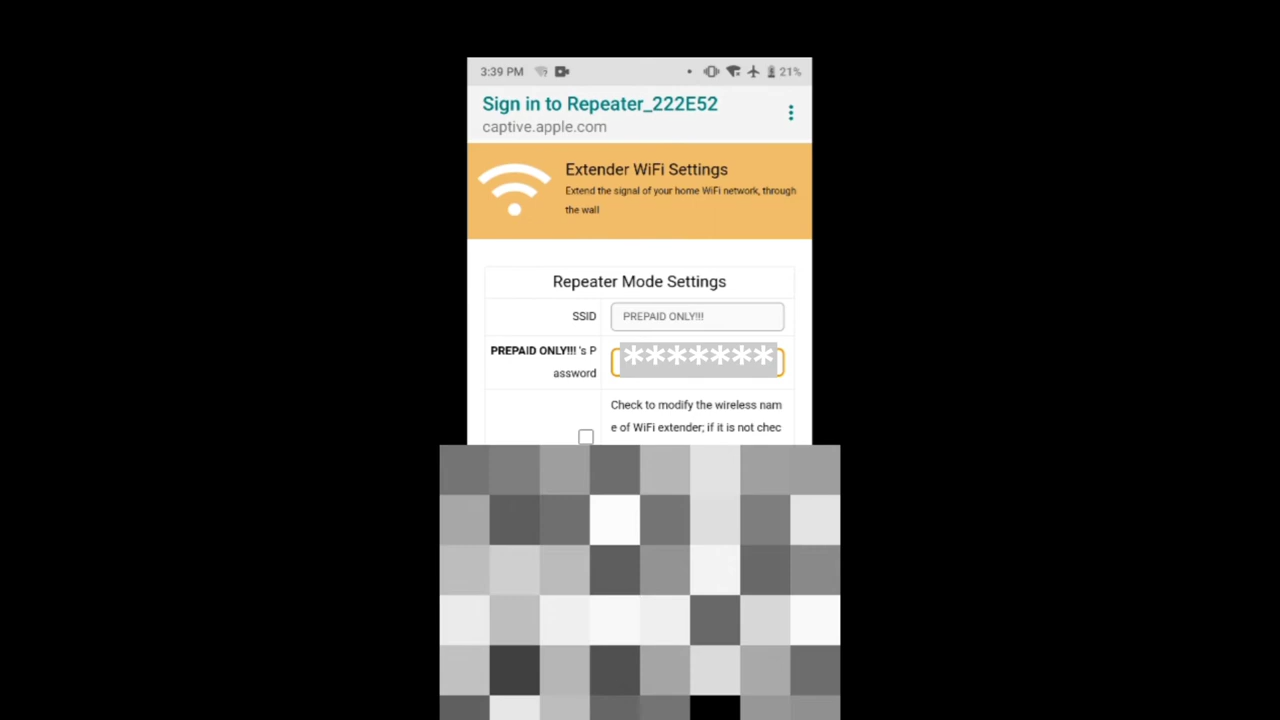 3:39 PM 21%
Sign in to Repeater_222E52
captive.apple.com
Extender WiFi Settings
Extend the signal of your home WiFi network, through
the wall
Repeater Mode Settings
SSID PREPAID ONLY!!!
PREPAID ONLY!!! 's P
assword
*******
Check to modify the wireless nam
e of WiFi extender; if it is not chec